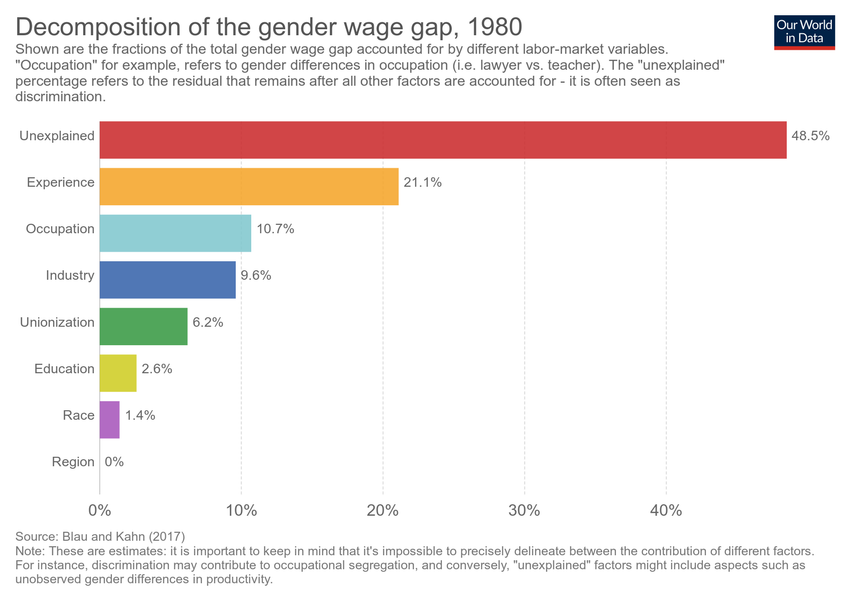 Decomposition of the gender wage gap, 1980
Our World
in Data
Shown are the fractions of the total gender wage gap accounted for by different labor-market variables.
"Occupation" for example, refers to gender differences in occupation (i.e. lawyer vs. teacher). The "unexplained"
percentage refers to the residual that remains after all other factors are accounted for - it is often seen as
discrimination.
Unexplained 48.5%
Experience 21.1%
Occupation 10.7%
Industry 9.6%
Unionization 6.2%
Education 2.6%
Race 1.4%
Region 0%
0% 10% 20% 30% 40%
Source: Blau and Kahn (2017)
Note: These are estimates: it is important to keep in mind that it's impossible to precisely delineate between the contribution of different factors.
For instance, discrimination may contribute to occupational segregation, and conversely, "unexplained" factors might include aspects such as
unobserved gender differences in productivity.